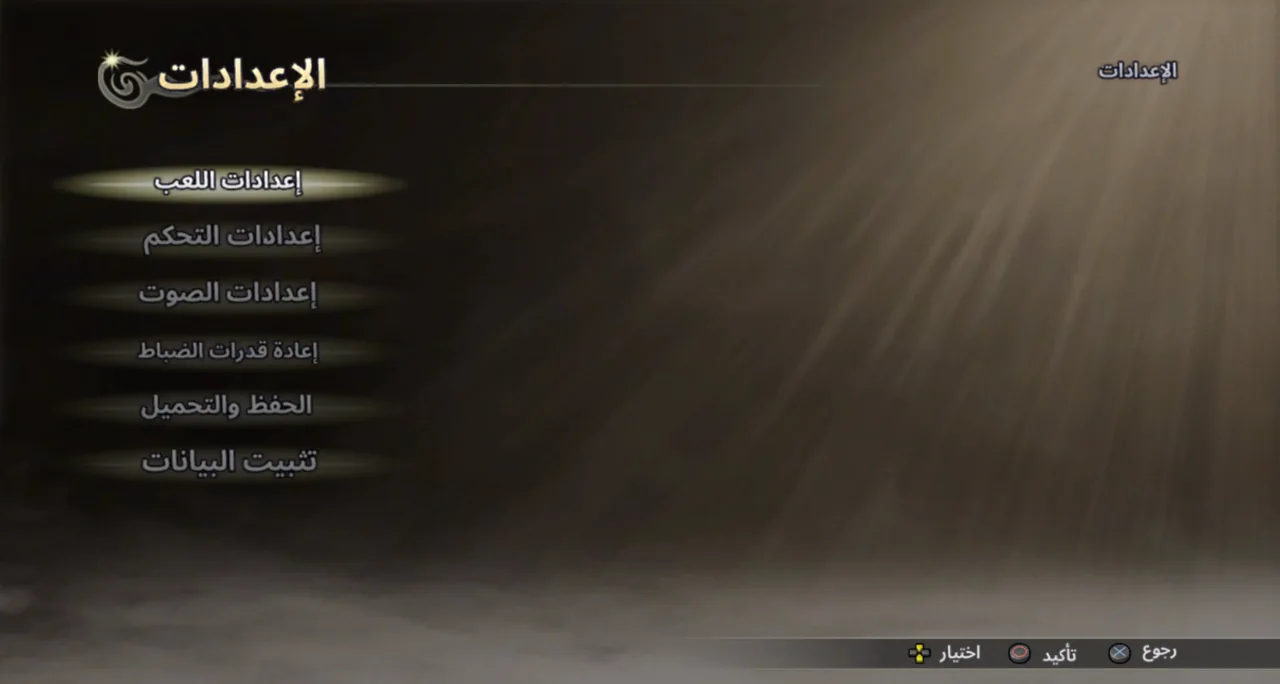 الإعدادات
الإعدادات
إعدادات اللعب
إعدادات التحكم
إعدادات الصوت
إعادة قدرات الضباط
الحفظ والتحميل
تثبيت البيانات
رجوع تأكيد اختيار